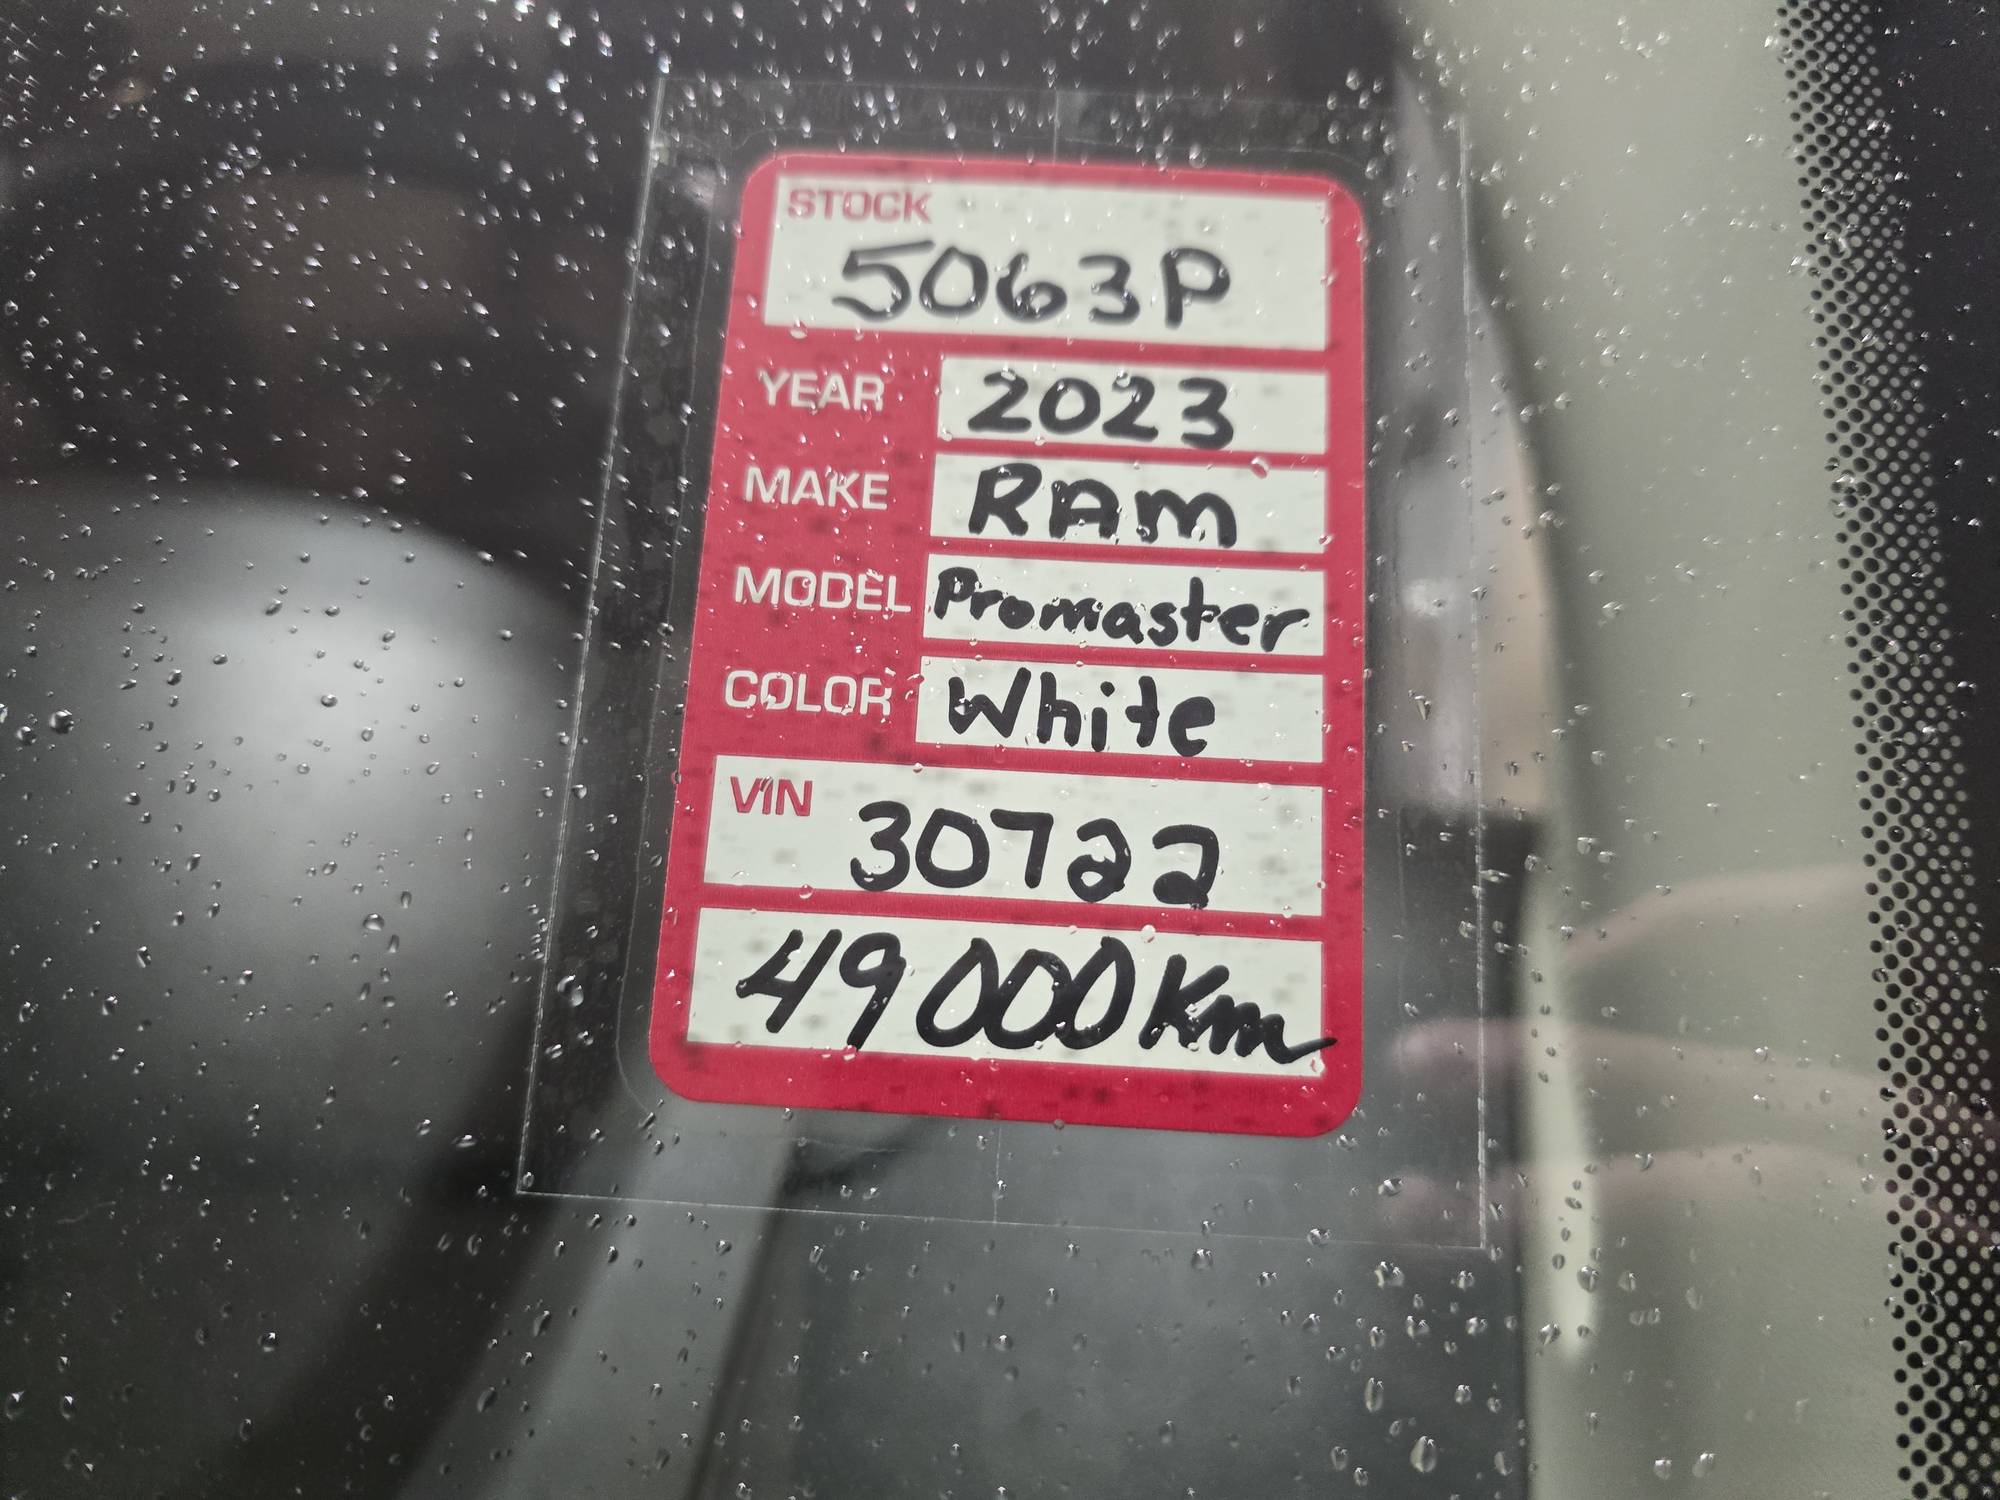 STOCK
5063P
YEAR 2023
MAKE RAM
MODEL Promaster
COLOR White
VIN 30722
49000Km